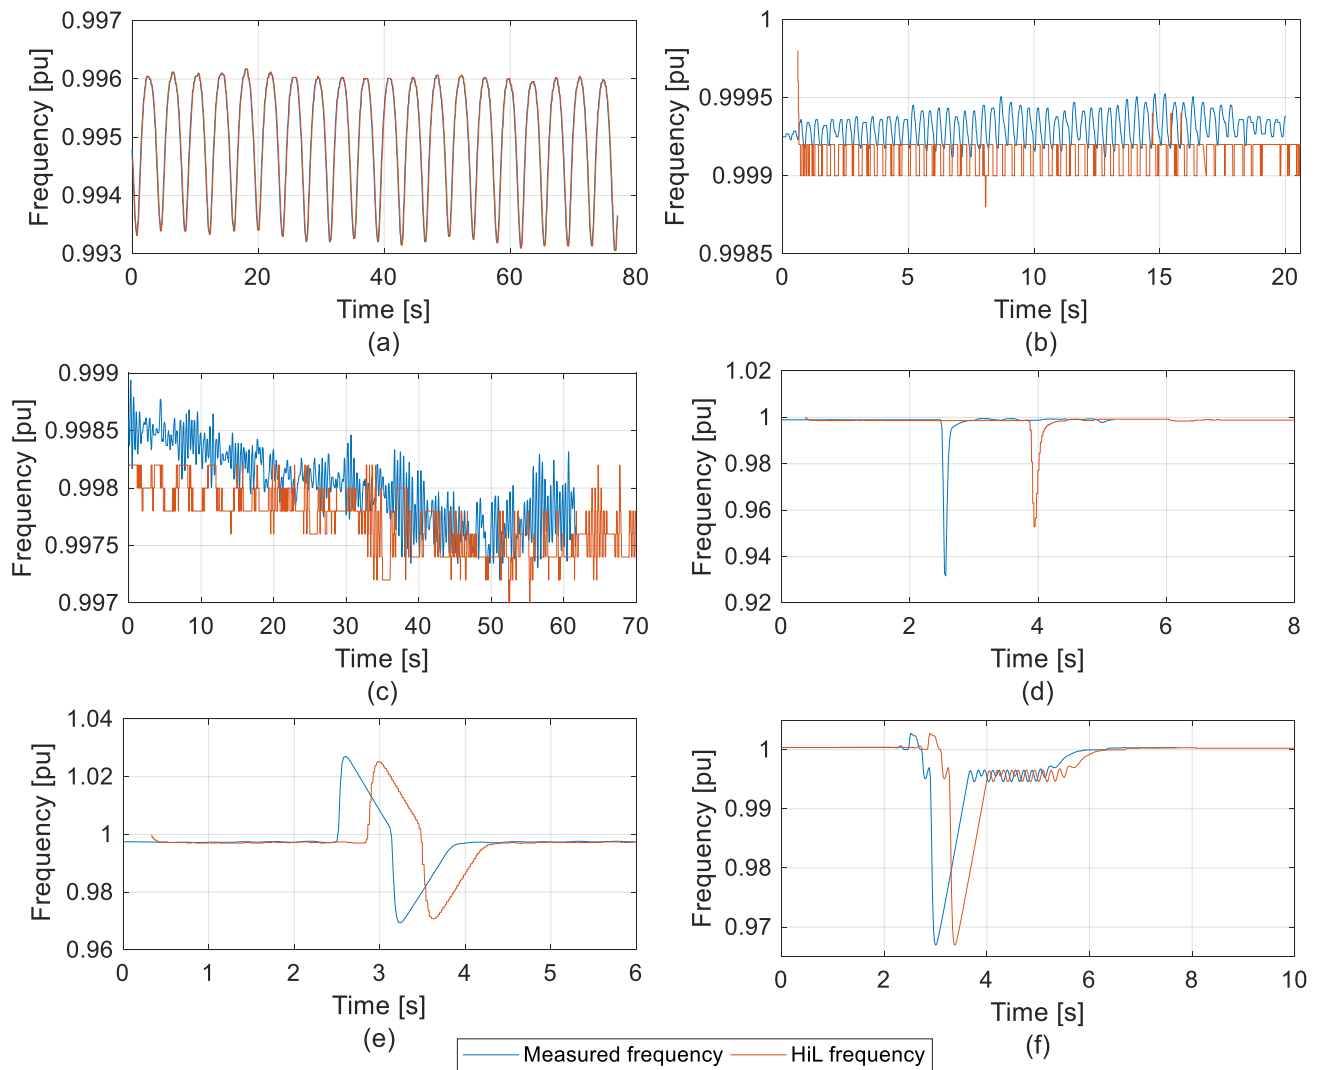 0.997
0.996
0.995
0.994
0.993
Frequency [pu]
0 20 40 60 80
Time [s]
(a)
1
0.9995
0.999
0.9985
Frequency [pu]
0 5 10 15 20
Time [s]
(b)
0.999
0.9985
0.998
0.9975
0.997
Frequency [pu]
0 10 20 30 40 50 60 70
Time [s]
(c)
1.02
1
0.98
0.96
0.94
0.92
Frequency [pu]
0 2 4 6 8
Time [s]
(d)
1.04
1.02
1
0.98
0.96
Frequency [pu]
0 1 2 3 4 5 6
Time [s]
(e)
1
0.99
0.98
0.97
Frequency [pu]
0 2 4 6 8 10
Time [s]
(f)
Measured frequency HiL frequency